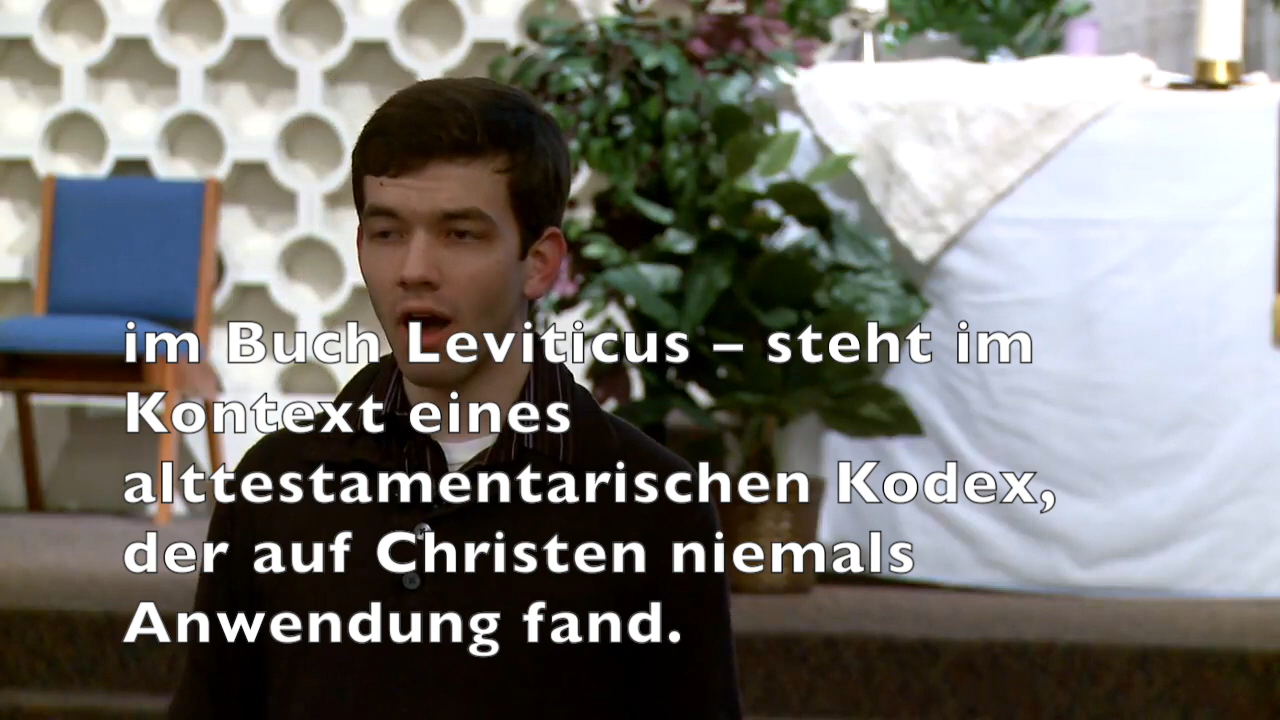 im Buch Leviticus – steht im
Kontext eines
alttestamentarischen Kodex,
der auf Christen niemals
Anwendung fand.